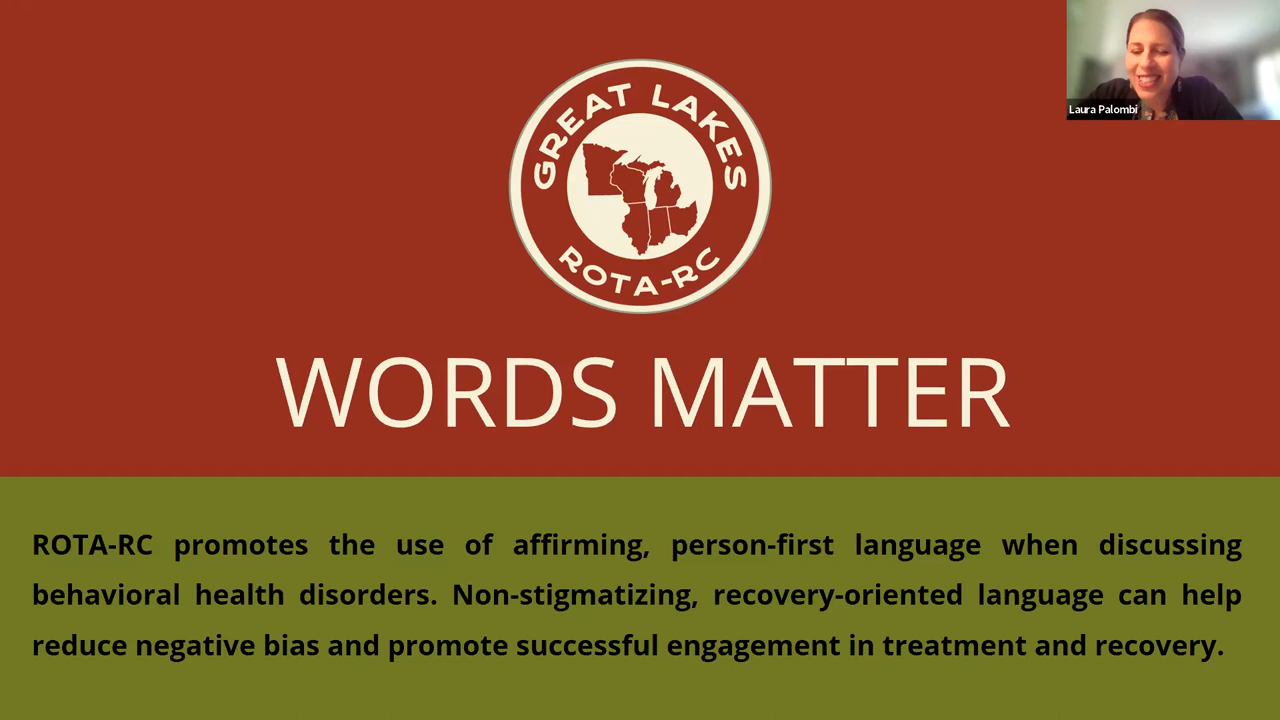 GREAT LAKES
ROTA-RC
Laura Palombi
WORDS MATTER
ROTA-RC promotes the use of affirming, person-first language when discussing
behavioral health disorders. Non-stigmatizing, recovery-oriented language can help
reduce negative bias and promote successful engagement in treatment and recovery.